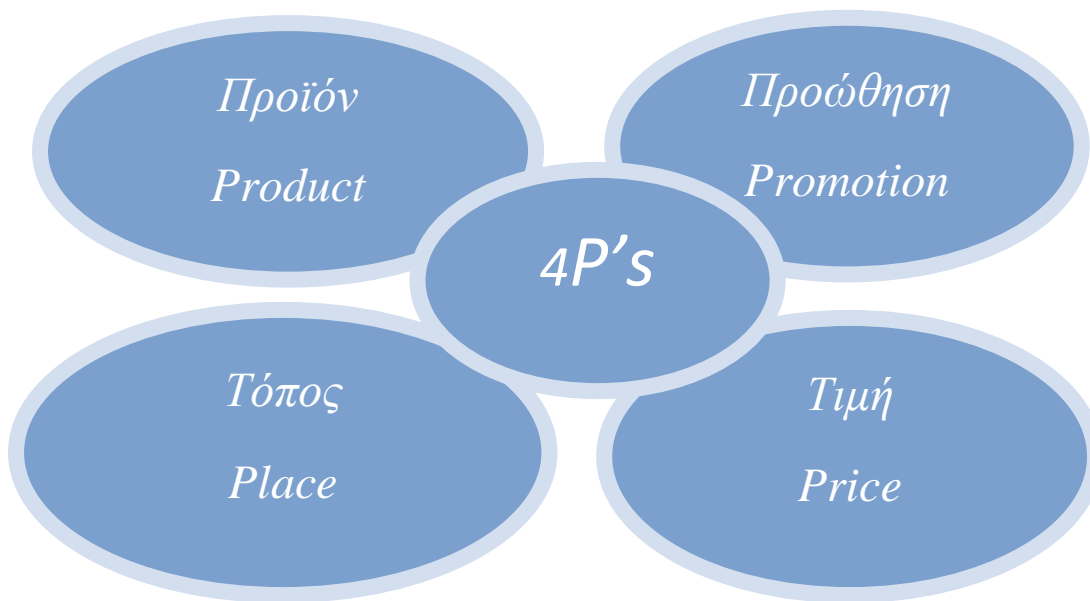 Προϊόν
Product
Προώθηση
Promotion
4P’s
Τόπος
Place
Τιμή
Price